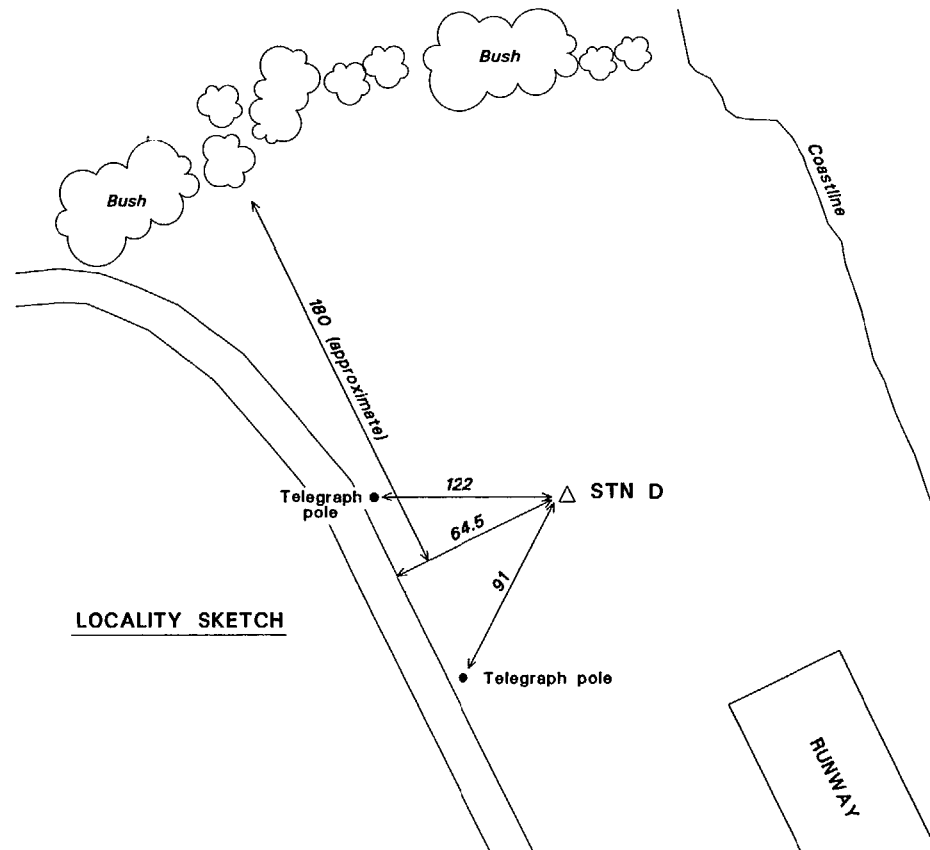 Bush
Bush
Coastline
180 (approximate)
Telegraph
pole
122
STN D
64.5
91
LOCALITY SKETCH
Telegraph pole
RUNWAY